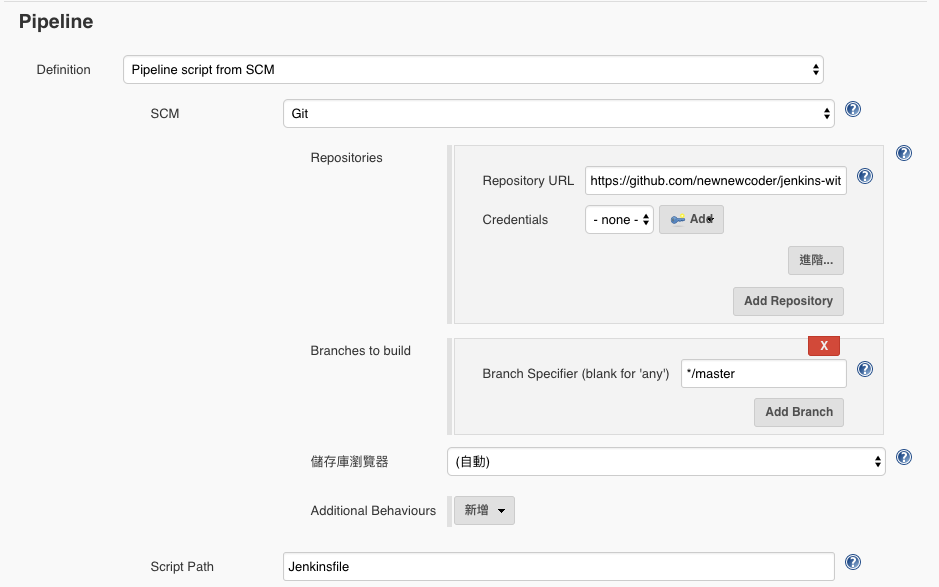 Pipeline
Definition Pipeline script from SCM
SCM Git
Repositories
Repository URL https://github.com/newnewcoder/jenkins-wit
Credentials - none - Add
進階...
Add Repository
Branches to build X
Branch Specifier (blank for 'any') */master
Add Branch
儲存庫瀏覽器 (自動)
Additional Behaviours 新增
Script Path Jenkinsfile